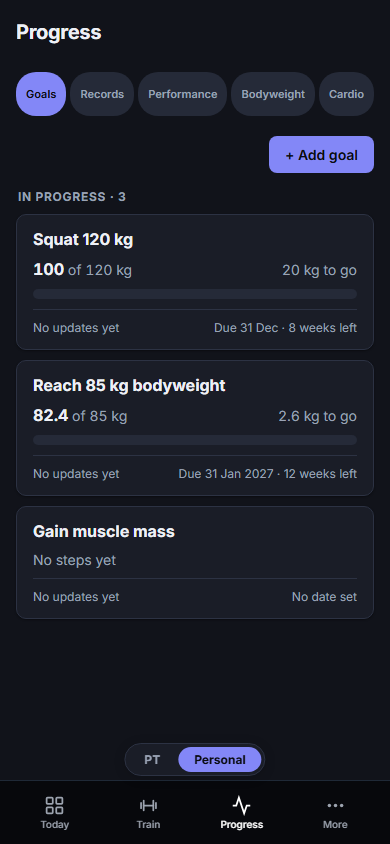 Progress
Goals Records Performance Bodyweight Cardio
+ Add goal
IN PROGRESS · 3
Squat 120 kg
100 of 120 kg 20 kg to go
No updates yet Due 31 Dec · 8 weeks left
Reach 85 kg bodyweight
82.4 of 85 kg 2.6 kg to go
No updates yet Due 31 Jan 2027 · 12 weeks left
Gain muscle mass
No steps yet
No updates yet No date set
PT Personal
Today Train Progress More